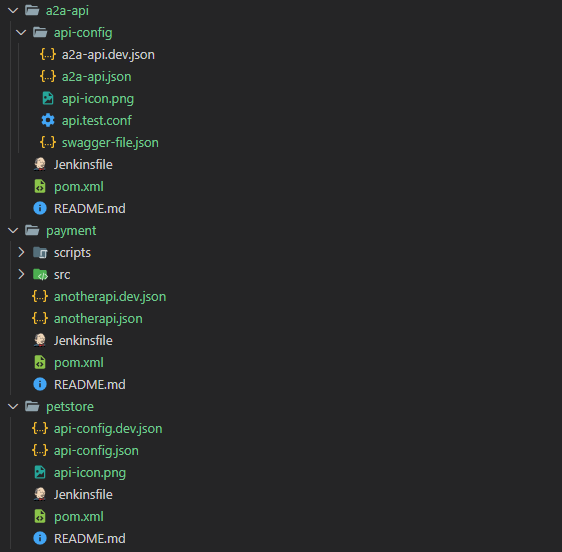 a2a-api
api-config
a2a-api.dev.json
a2a-api.json
api-icon.png
api.test.conf
swagger-file.json
Jenkinsfile
pom.xml
README.md
payment
scripts
src
anotherapi.dev.json
anotherapi.json
Jenkinsfile
pom.xml
README.md
petstore
api-config.dev.json
api-config.json
api-icon.png
Jenkinsfile
pom.xml
README.md